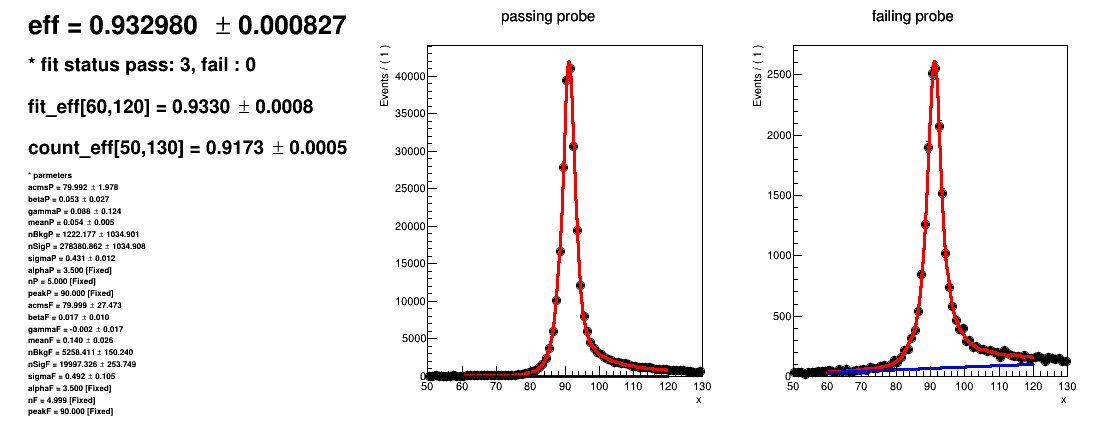 eff = 0.932980 ± 0.000827
* fit status pass: 3, fail : 0
fit_eff[60,120] = 0.9330 ± 0.0008
count_eff[50,130] = 0.9173 ± 0.0005
* parmeters
acmsP = 79.992 ± 1.978
betaP = 0.053 ± 0.027
gammaP = 0.088 ± 0.124
meanP = 0.054 ± 0.005
nBkgP = 1222.177 ± 1034.901
nSigP = 278380.862 ± 1034.908
sigmaP = 0.431 ± 0.012
alphaP = 3.500 [Fixed]
nP = 5.000 [Fixed]
peakP = 90.000 [Fixed]
acmsF = 79.999 ± 27.473
betaF = 0.017 ± 0.010
gammaF = -0.002 ± 0.017
meanF = 0.140 ± 0.026
nBkgF = 5258.411 ± 150.240
nSigF = 19997.326 ± 253.749
sigmaF = 0.492 ± 0.105
alphaF = 3.500 [Fixed]
nF = 4.999 [Fixed]
peakF = 90.000 [Fixed]
passing probe
Events / ( 1 )
40000
35000
30000
25000
20000
15000
10000
5000
0
50 60 70 80 90 100 110 120 130
x
failing probe
Events / ( 1 )
2500
2000
1500
1000
500
0
50 60 70 80 90 100 110 120 130
x